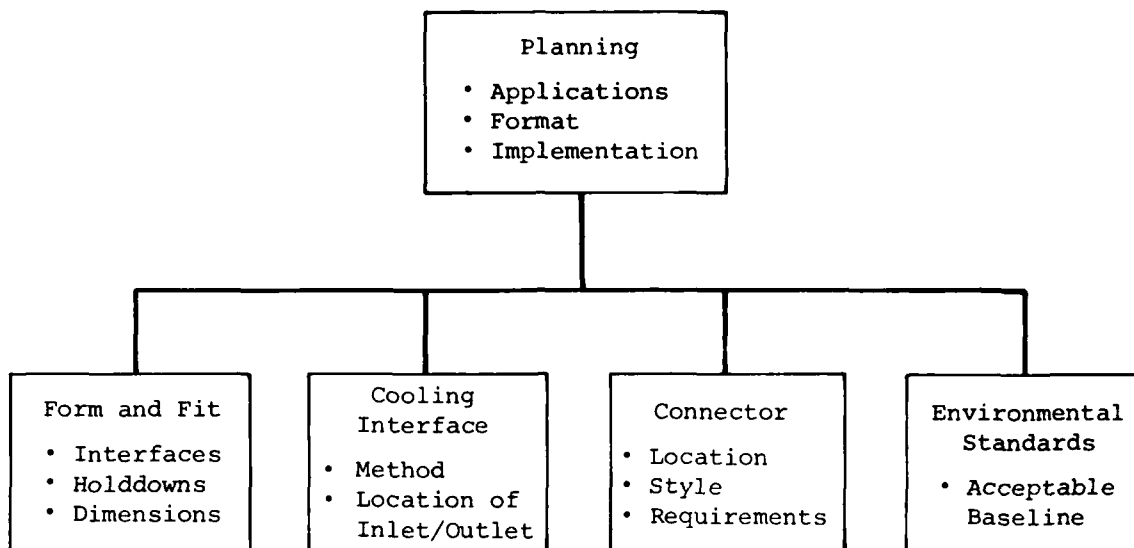 Planning
• Applications
• Format
• Implementation
Form and Fit
• Interfaces
• Holddowns
• Dimensions
Cooling
Interface
• Method
• Location of
Inlet/Outlet
Connector
• Location
• Style
• Requirements
Environmental
Standards
• Acceptable
Baseline